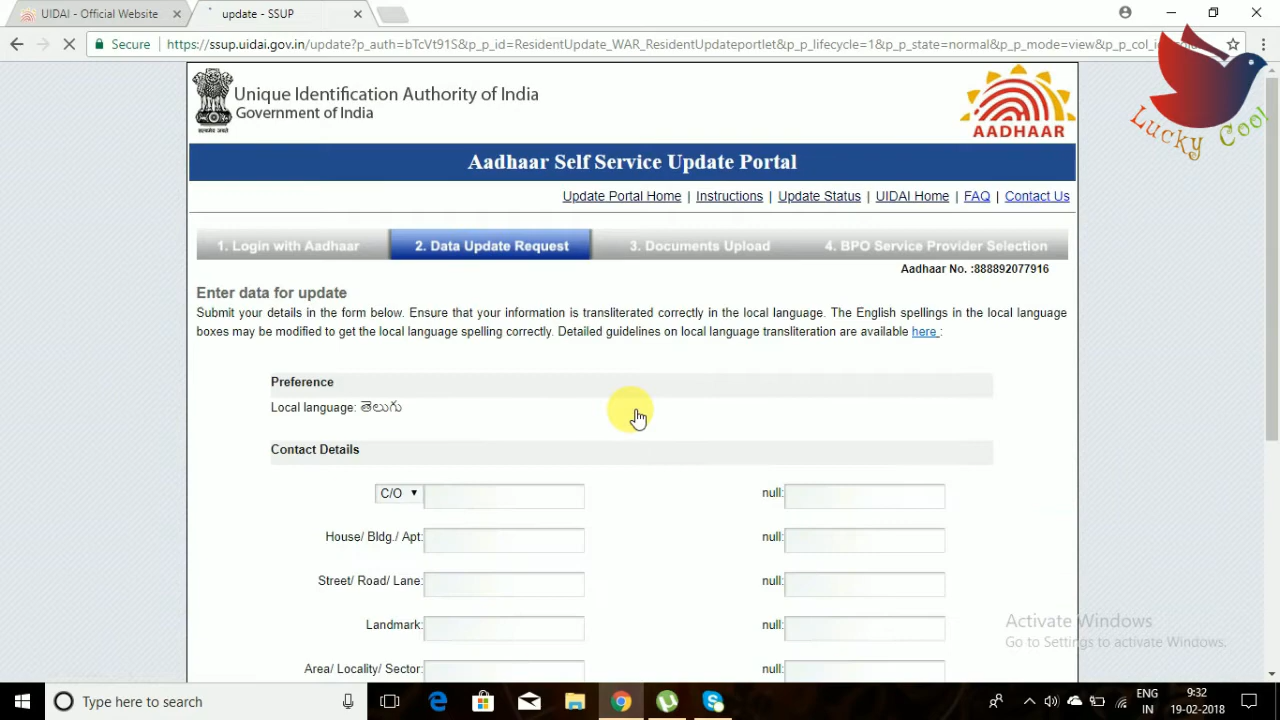 UIDAI - Official Website
update - SSUP
Secure
https://ssup.uidai.gov.in/update?p_auth=bTcVt91S&p_p_id=ResidentUpdate_WAR_ResidentUpdateportlet&p_p_lifecycle=1&p_p_state=normal&p_p_mode=view&p_p_col_i
Unique Identification Authority of India
Government of India
सत्यमेव जयते
AADHAAR
Lucky Cool
Aadhaar Self Service Update Portal
Update Portal Home | Instructions | Update Status | UIDAI Home | FAQ | Contact Us
1. Login with Aadhaar 2. Data Update Request 3. Documents Upload 4. BPO Service Provider Selection
Aadhaar No. :888892077916
Enter data for update
Submit your details in the form below. Ensure that your information is transliterated correctly in the local language. The English spellings in the local language
boxes may be modified to get the local language spelling correctly. Detailed guidelines on local language transliteration are available here :
Preference
Local language: తెలుగు
Contact Details
C/O null:
House/ Bldg./ Apt: null:
Street/ Road/ Lane: null:
Landmark: null:
Area/ Locality/ Sector: null:
Activate Windows
Go to Settings to activate Windows.
Type here to search
ENG
IN
9:32
19-02-2018